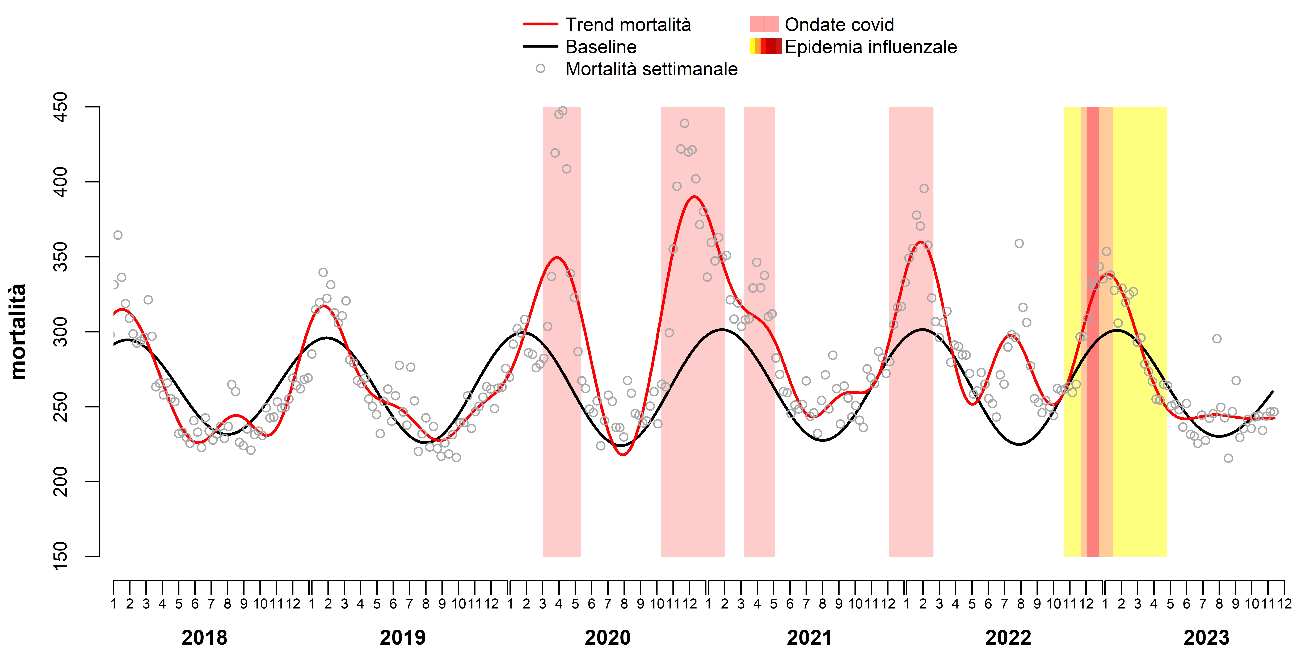 Trend mortalità
Baseline
Mortalità settimanale
Ondate covid
Epidemia influenzale
mortalità
450
400
350
300
250
200
150
1 2 3 4 5 6 7 8 9 10 11 12 1 2 3 4 5 6 7 8 9 10 11 12 1 2 3 4 5 6 7 8 9 10 11 12 1 2 3 4 5 6 7 8 9 10 11 12 1 2 3 4 5 6 7 8 9 10 11 12 1 2 3 4 5 6 7 8 9 10 11 12
2018 2019 2020 2021 2022 2023